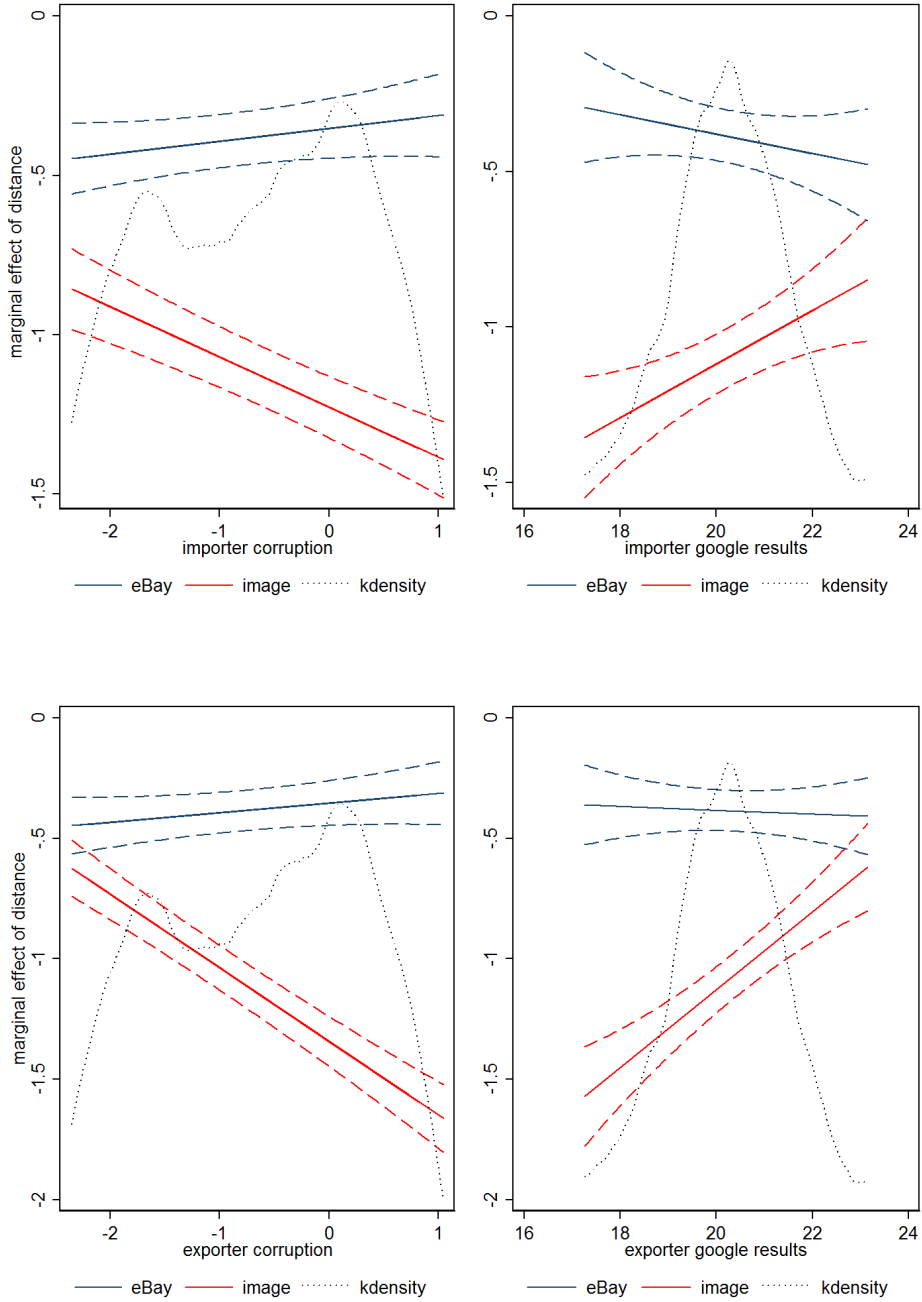 marginal effect of distance
0
-.5
-1
-1.5
-2 -1 0 1
importer corruption
eBay image kdensity
0
-.5
-1
-1.5
16 18 20 22 24
importer google results
eBay image kdensity
marginal effect of distance
0
-.5
-1
-1.5
-2
-2 -1 0 1
exporter corruption
eBay image kdensity
0
-.5
-1
-1.5
-2
16 18 20 22 24
exporter google results
eBay image kdensity